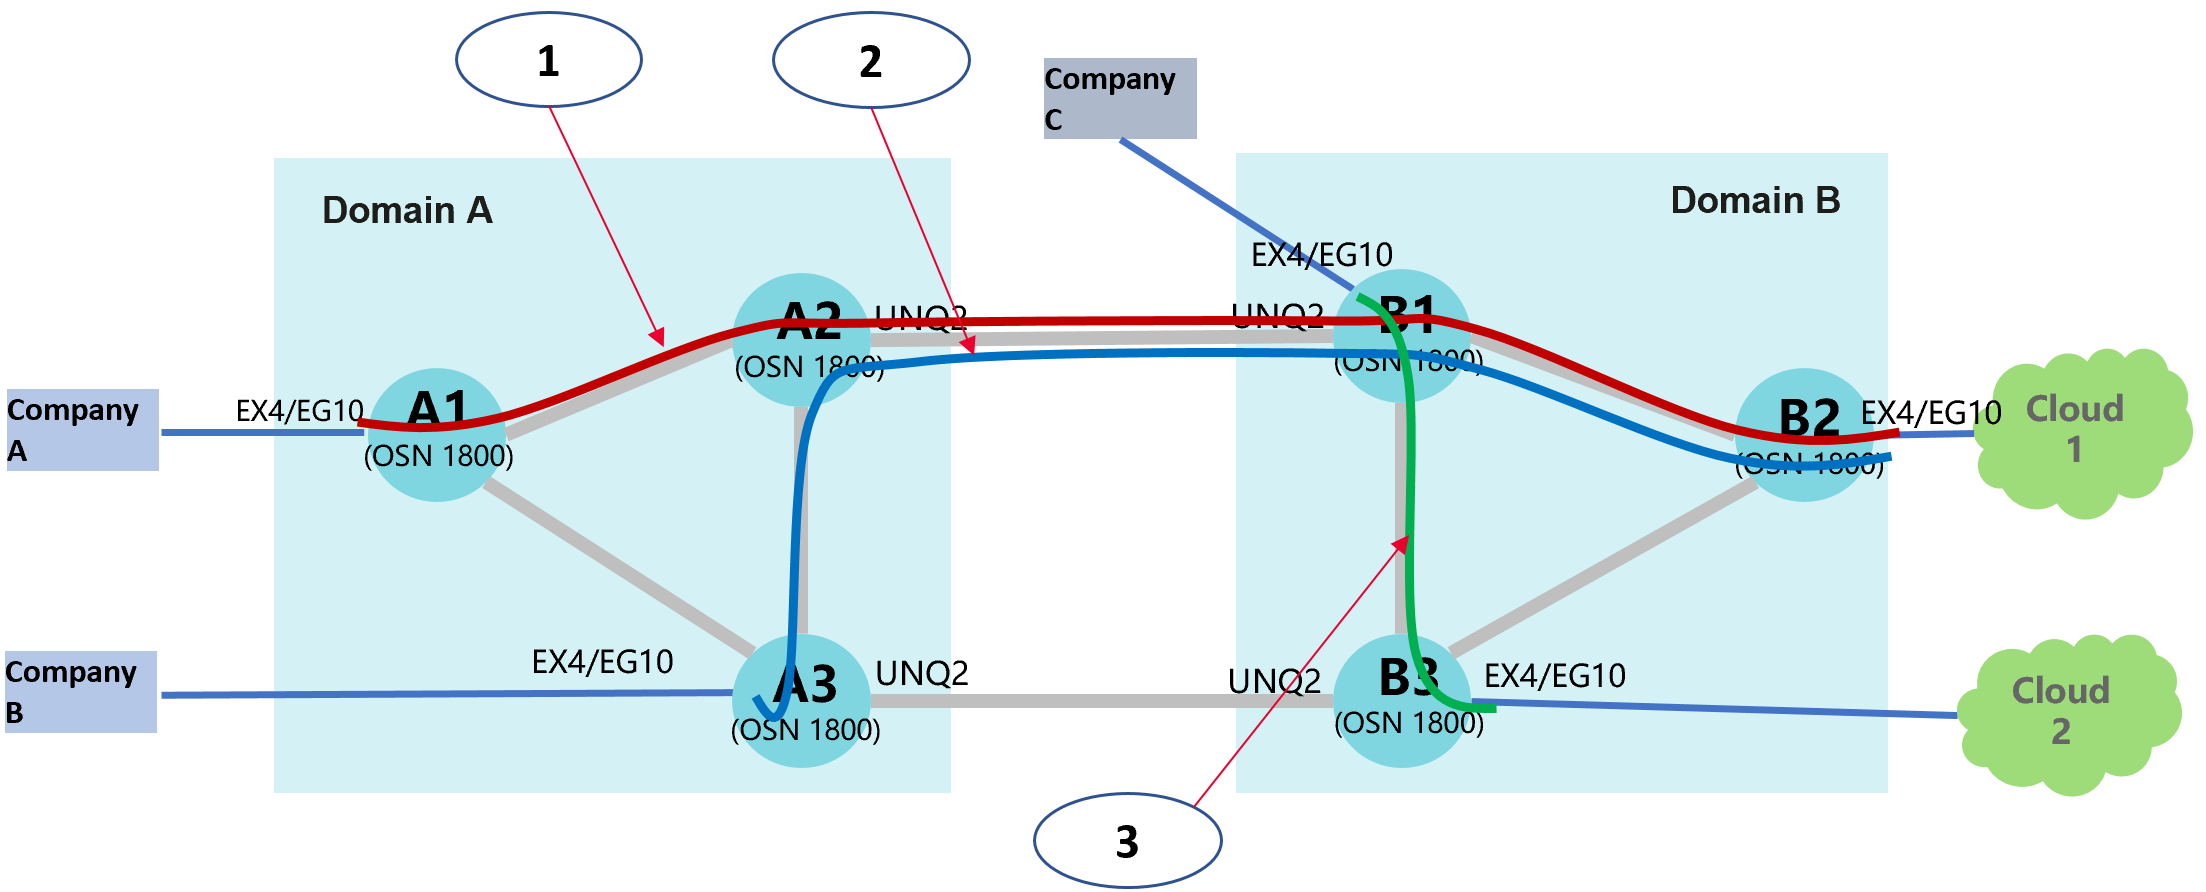 1
2
Company
C
Domain A
Domain B
EX4/EG10
A2
UNQ2
UNQ2
B1
(OSN 1800)
(OSN 1800)
Company
A
EX4/EG10
A1
(OSN 1800)
B2
(OSN 1800)
EX4/EG10
Cloud
1
Company
B
EX4/EG10
A3
(OSN 1800)
UNQ2
UNQ2
B3
(OSN 1800)
EX4/EG10
Cloud
2
3